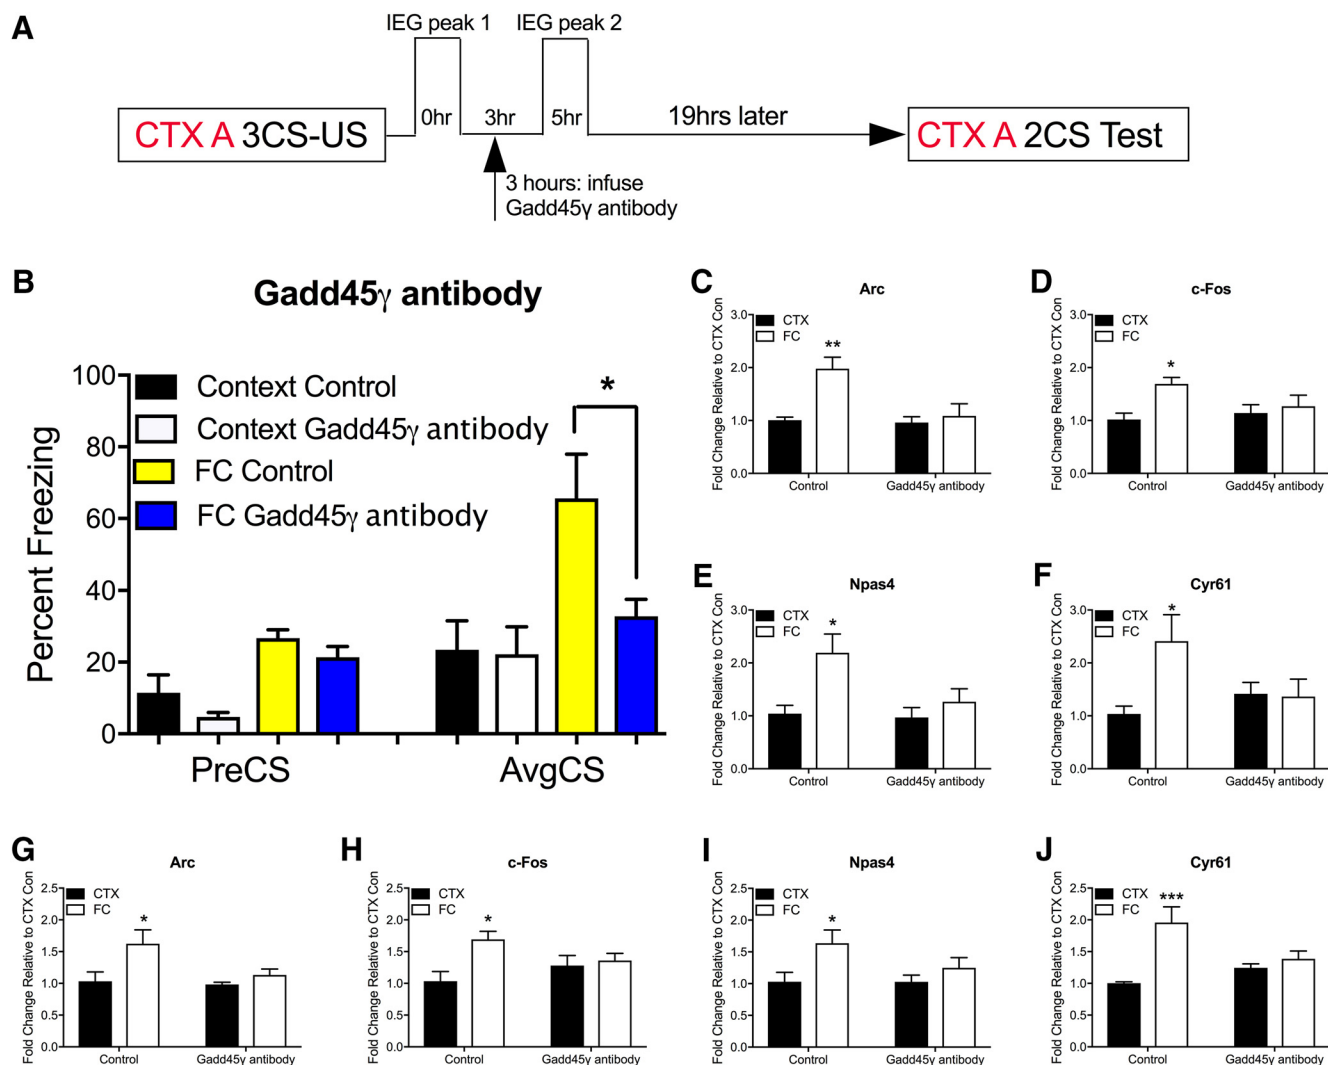 A
IEG peak 1
IEG peak 2
CTX A 3CS-US
0hr
3hr
5hr
19hrs later
CTX A 2CS Test
3 hours: infuse
Gadd45γ antibody
B
Gadd45γ antibody
Percent Freezing
100
80
60
40
20
0
Context Control
Context Gadd45γ antibody
FC Control
FC Gadd45γ antibody
*
PreCS
AvgCS
C
Arc
Fold Change Relative to CTX Con
3.0
2.0
1.0
0.0
CTX
FC
**
Control
Gadd45γ antibody
D
c-Fos
Fold Change Relative to CTX Con
3.0
2.0
1.0
0.0
CTX
FC
*
Control
Gadd45γ antibody
E
Npas4
Fold Change Relative to CTX Con
3.0
2.0
1.0
0.0
CTX
FC
*
Control
Gadd45γ antibody
F
Cyr61
Fold Change Relative to CTX Con
3.0
2.0
1.0
0.0
CTX
FC
*
Control
Gadd45γ antibody
G
Arc
Fold Change Relative to CTX Con
2.5
2.0
1.5
1.0
0.5
0.0
CTX
FC
*
Control
Gadd45γ antibody
H
c-Fos
Fold Change Relative to CTX Con
2.5
2.0
1.5
1.0
0.5
0.0
CTX
FC
*
Control
Gadd45γ antibody
I
Npas4
Fold Change Relative to CTX Con
2.5
2.0
1.5
1.0
0.5
0.0
CTX
FC
*
Control
Gadd45γ antibody
J
Cyr61
Fold Change Relative to CTX Con
2.5
2.0
1.5
1.0
0.5
0.0
CTX
FC
***
Control
Gadd45γ antibody